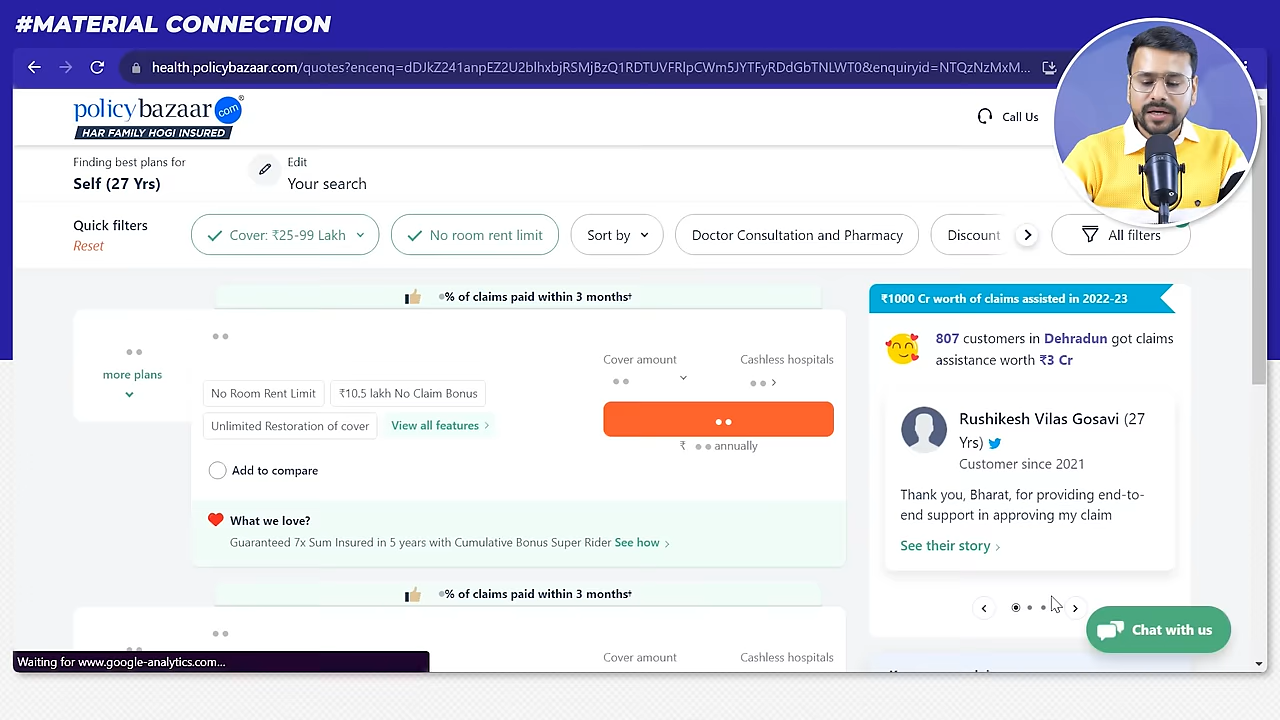 #MATERIAL CONNECTION
health.policybazaar.com/quotes?encenq=dDJkZ241anpEZ2U2blhxbjRSMjBzQ1RDTUVFRlpCWm5JYTFyRDdGbTNLWT0&enquiryid=NTQzNzMxM...
policybazaar.com®
HAR FAMILY HOGI INSURED
Call Us
Finding best plans for
Self (27 Yrs)
Edit
Your search
Quick filters
Reset
Cover: ₹25-99 Lakh
No room rent limit
Sort by
Doctor Consultation and Pharmacy
Discount
All filters
% of claims paid within 3 months†
more plans
Cover amount
Cashless hospitals
No Room Rent Limit
₹10.5 lakh No Claim Bonus
Unlimited Restoration of cover
View all features
₹ annually
Add to compare
What we love?
Guaranteed 7x Sum Insured in 5 years with Cumulative Bonus Super Rider See how
% of claims paid within 3 months†
Cover amount
Cashless hospitals
₹1000 Cr worth of claims assisted in 2022-23
807 customers in Dehradun got claims
assistance worth ₹3 Cr
Rushikesh Vilas Gosavi (27
Yrs)
Customer since 2021
Thank you, Bharat, for providing end-to-
end support in approving my claim
See their story
Chat with us
Waiting for www.google-analytics.com...